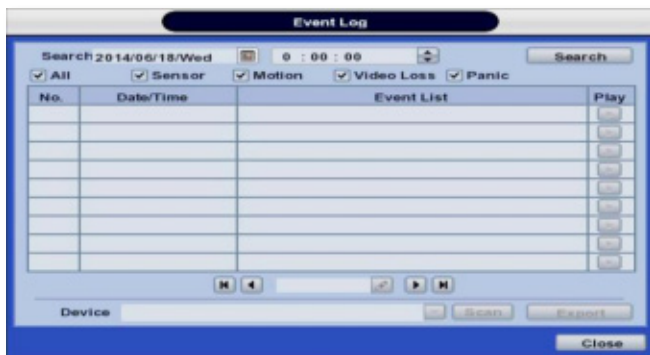 Event Log
Search 2014/06/18/Wed 0 : 00 : 00 Search
All Sensor Motion Video Loss Panic
No. Date/Time Event List Play
Device Scan Export
Close